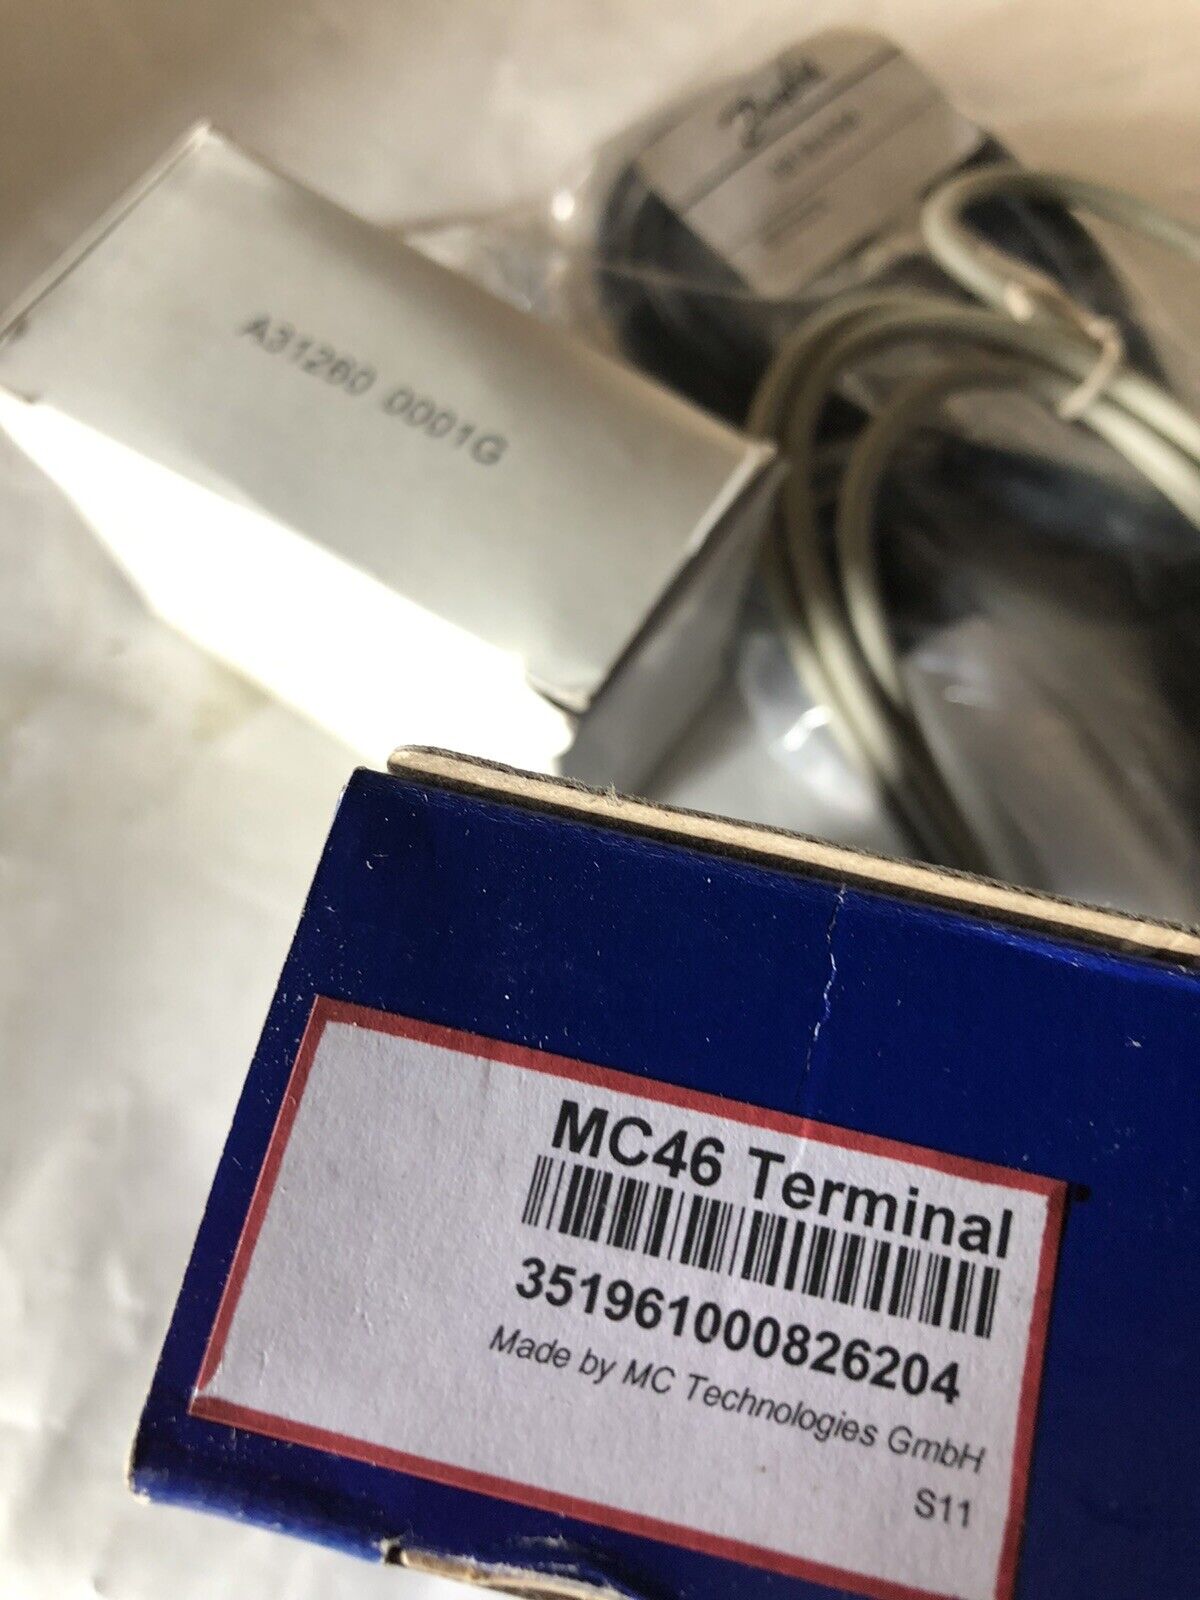 A31260 0001G
MC46 Terminal
351961000826204
Made by MC Technologies GmbH
S11